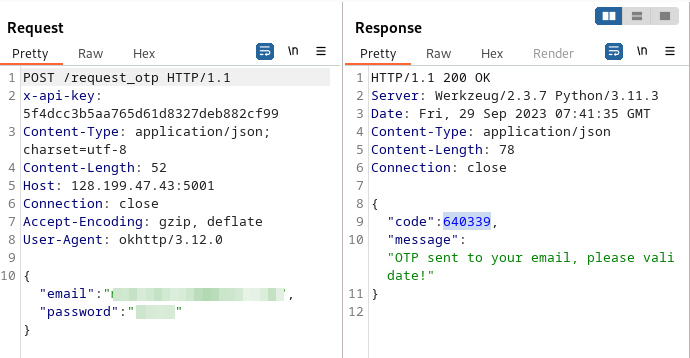 Request
Pretty Raw Hex
\n
1 POST /request_otp HTTP/1.1
2 x-api-key:
5f4dcc3b5aa765d61d8327deb882cf99
3 Content-Type: application/json;
charset=utf-8
4 Content-Length: 52
5 Host: 128.199.47.43:5001
6 Connection: close
7 Accept-Encoding: gzip, deflate
8 User-Agent: okhttp/3.12.0
9
10 {
"email":"",
"password":""
}
Response
Pretty Raw Hex Render
\n
1 HTTP/1.1 200 OK
2 Server: Werkzeug/2.3.7 Python/3.11.3
3 Date: Fri, 29 Sep 2023 07:41:35 GMT
4 Content-Type: application/json
5 Content-Length: 78
6 Connection: close
7
8 {
9 "code":640339,
10 "message":
"OTP sent to your email, please vali
date!"
11 }
12